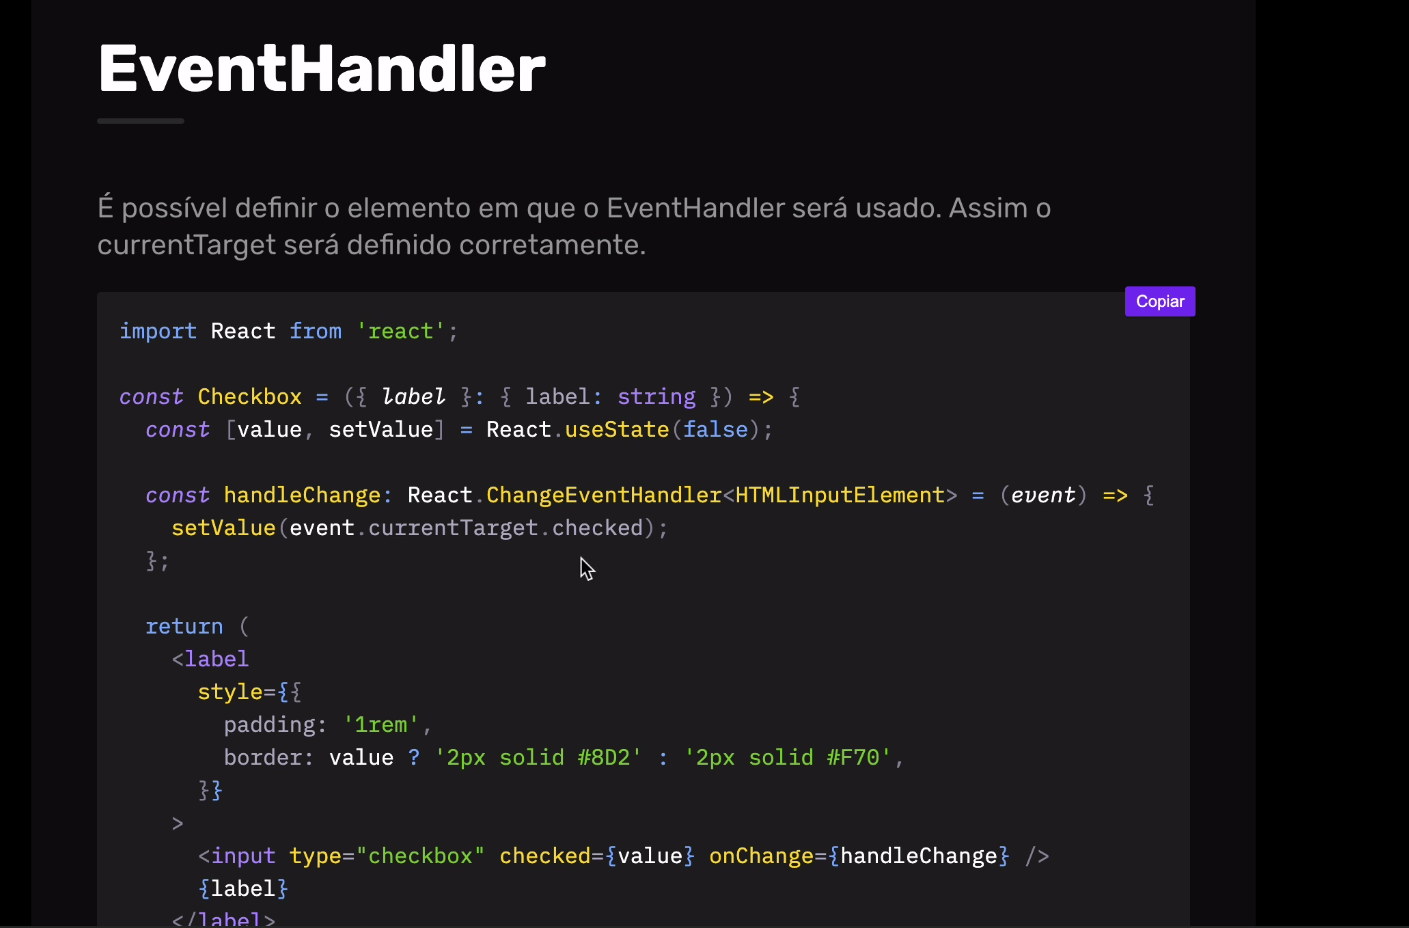 EventHandler
É possível definir o elemento em que o EventHandler será usado. Assim o
currentTarget será definido corretamente.
Copiar
import React from 'react';
const Checkbox = ({ label }: { label: string }) => {
  const [value, setValue] = React.useState(false);
  const handleChange: React.ChangeEventHandler<HTMLInputElement> = (event) => {
    setValue(event.currentTarget.checked);
  };
  return (
    <label
      style={{
        padding: '1rem',
        border: value ? '2px solid #8D2' : '2px solid #F70',
      }}
    >
      <input type="checkbox" checked={value} onChange={handleChange} />
      {label}
    </label>